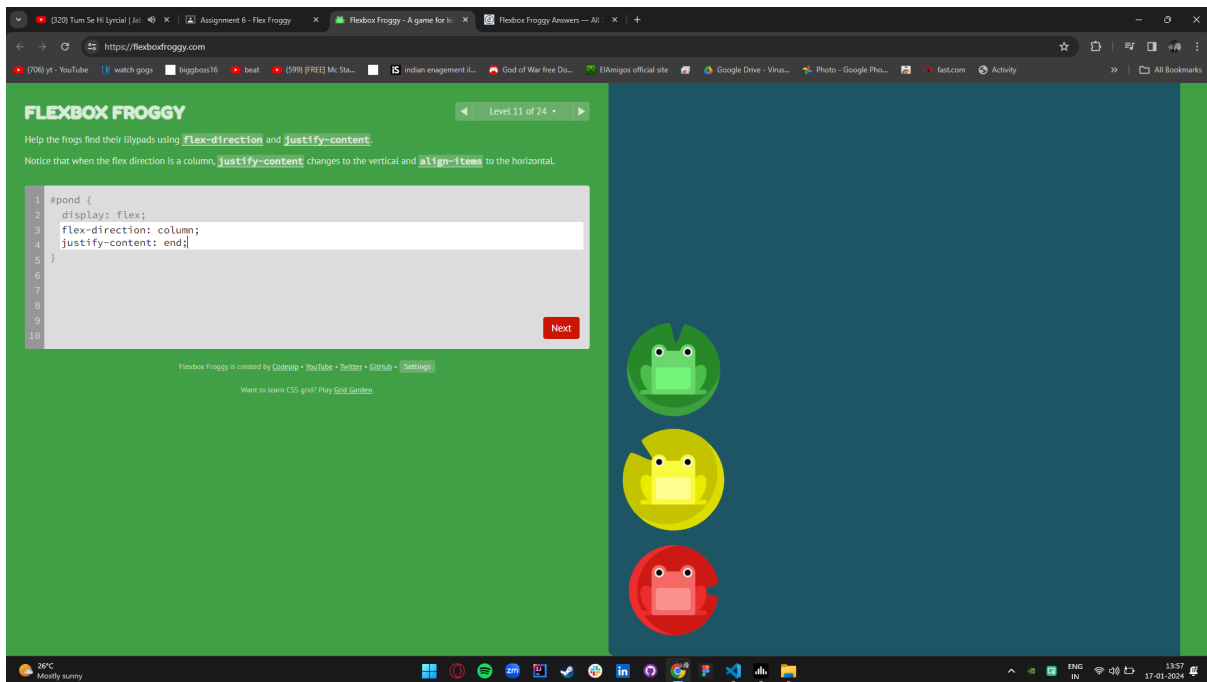 (320) Tum Se Hi Lyrcial | Jab
Assignment 6 - Flex Froggy
Flexbox Froggy - A game for le
Flexbox Froggy Answers — All
https://flexboxfroggy.com
(706) yt - YouTube
watch gogs
biggboss16
beat
(599) [FREE] Mc Sta...
indian enagement il...
God of War free Do...
ElAmigos official site
Google Drive - Virus...
Photo - Google Pho...
fast.com
Activity
»
All Bookmarks
FLEXBOX FROGGY
Level 11 of 24
Help the frogs find their lilypads using flex-direction and justify-content.
Notice that when the flex direction is a column, justify-content changes to the vertical and align-items to the horizontal.
1 #pond {
2 display: flex;
3 flex-direction: column;
4 justify-content: end;
5 }
6
7
8
9
10
Next
Flexbox Froggy is created by Codepip • YouTube • Twitter • GitHub • Settings
Want to learn CSS grid? Play Grid Garden.
26°C
Mostly sunny
zm
in
ENG
IN
13:57
17-01-2024